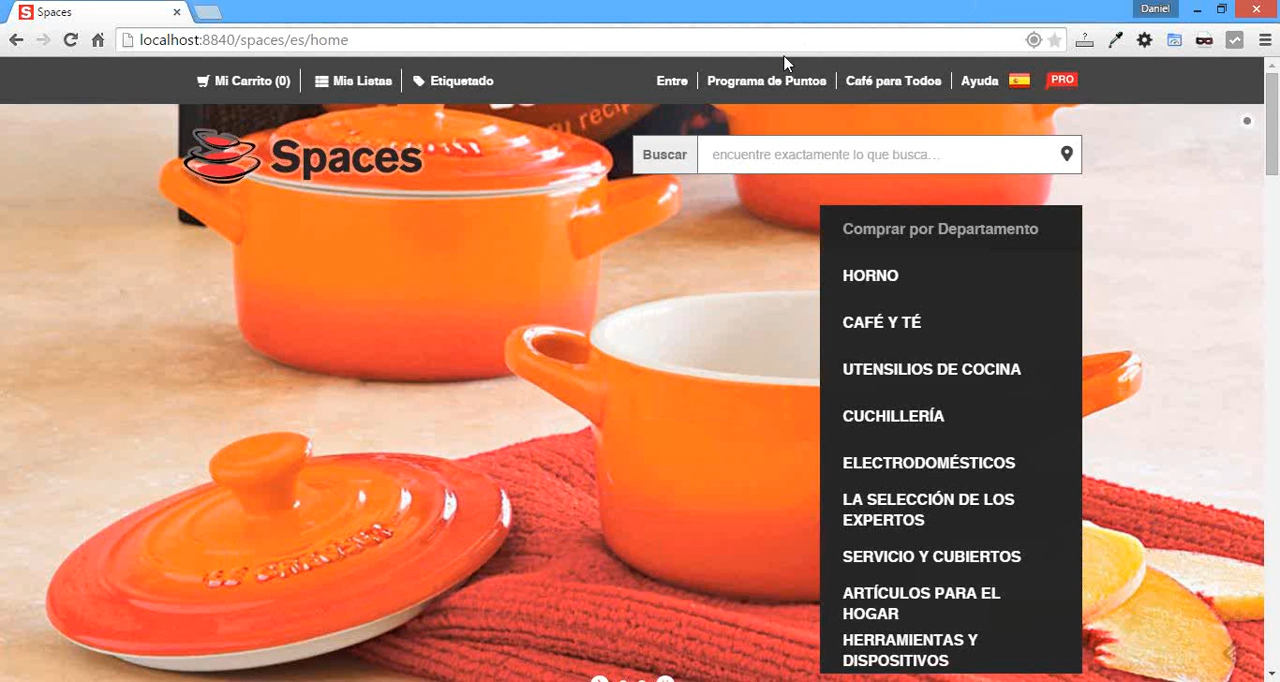 Spaces
Daniel
localhost:8840/spaces/es/home
Mi Carrito (0)
Mia Listas
Etiquetado
Entre
Programa de Puntos
Café para Todos
Ayuda
PRO
Spaces
Buscar
encuentre exactamente lo que busca...
Comprar por Departamento
HORNO
CAFÉ Y TÉ
UTENSILIOS DE COCINA
CUCHILLERÍA
ELECTRODOMÉSTICOS
LA SELECCIÓN DE LOS
EXPERTOS
SERVICIO Y CUBIERTOS
ARTÍCULOS PARA EL
HOGAR
HERRAMIENTAS Y
DISPOSITIVOS